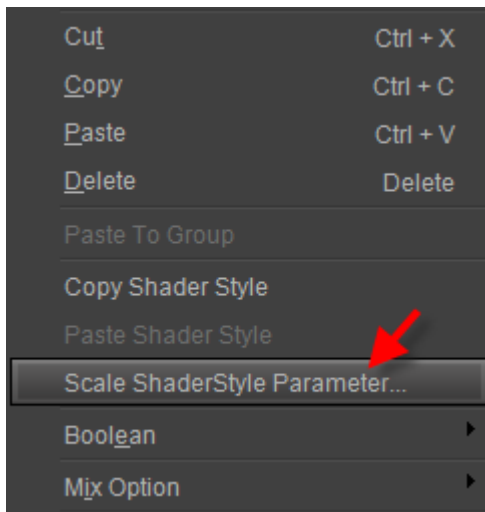 Cut Ctrl + X
Copy Ctrl + C
Paste Ctrl + V
Delete Delete
Paste To Group
Copy Shader Style
Paste Shader Style
Scale ShaderStyle Parameter...
Boolean
Mix Option